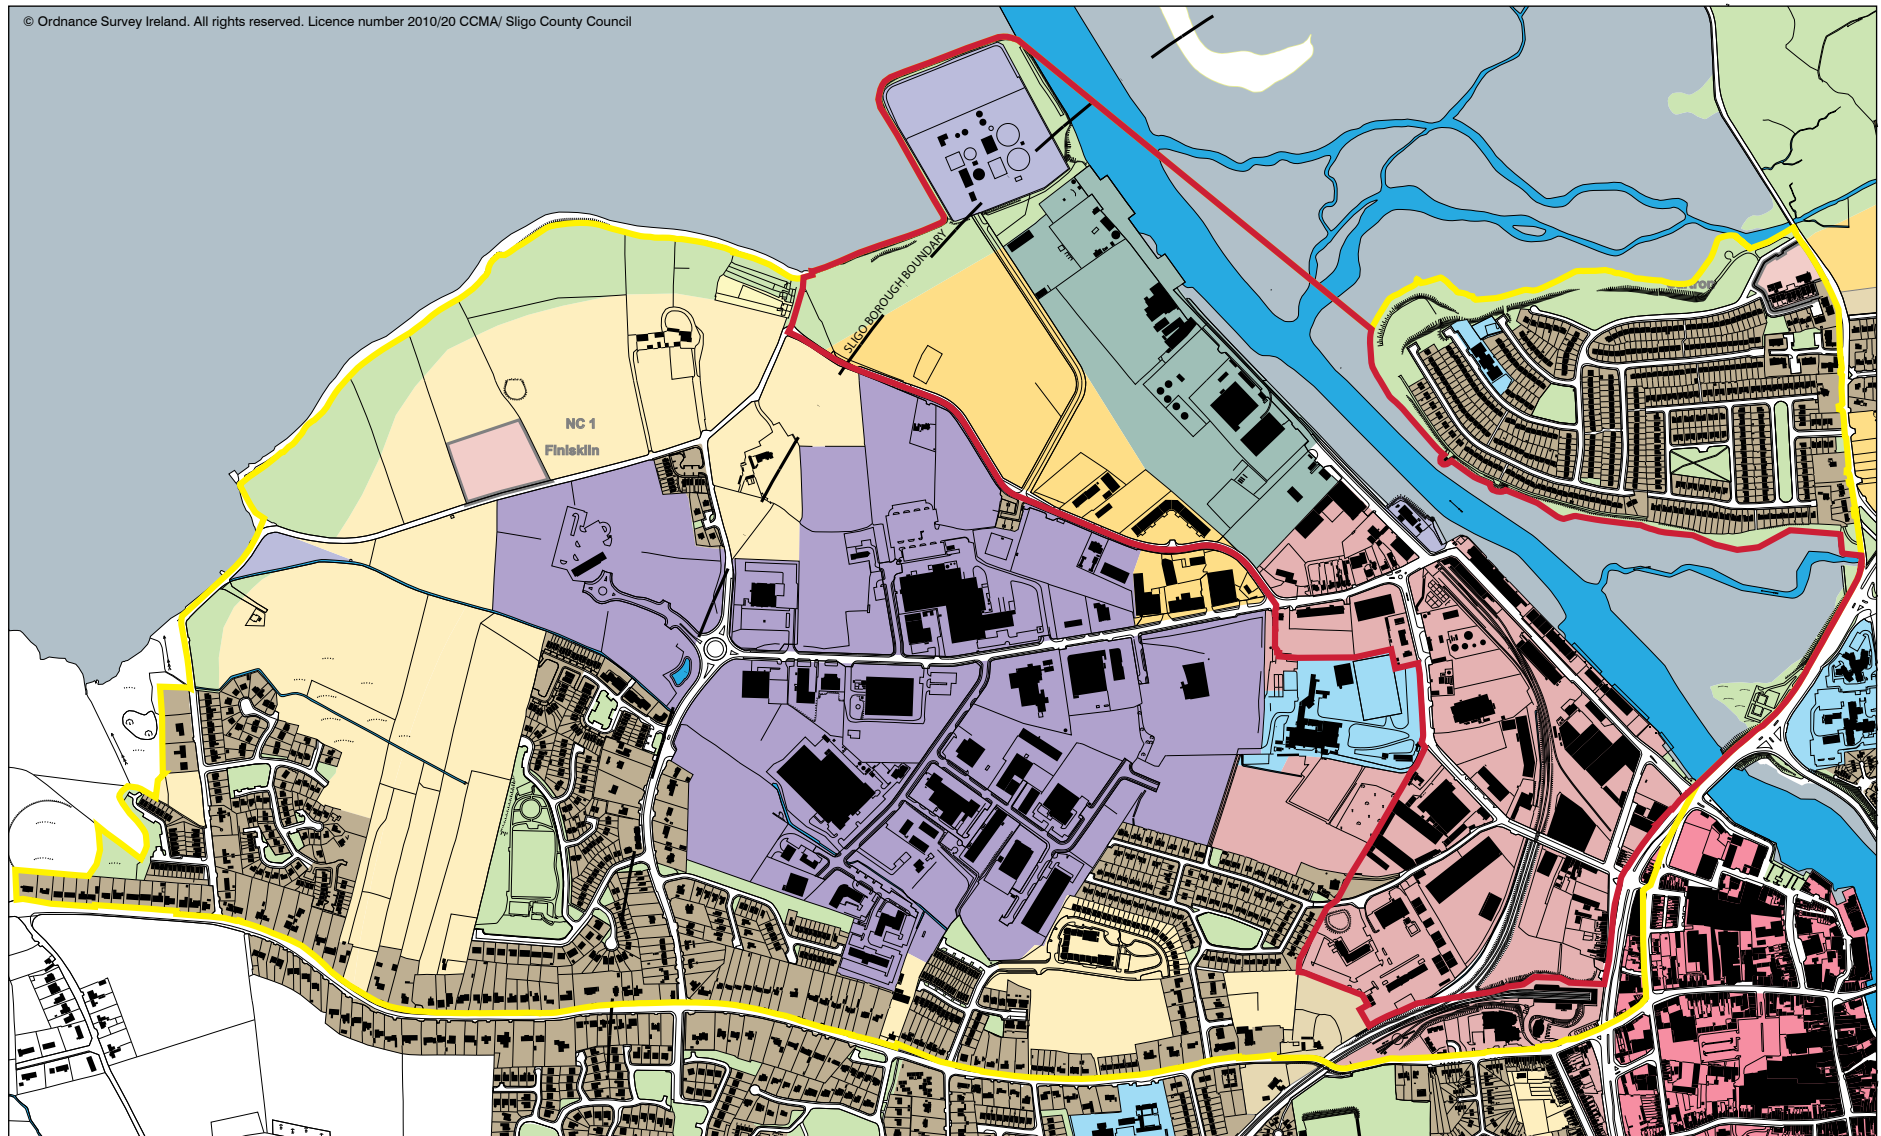 © Ordnance Survey Ireland. All rights reserved. Licence number 2010/20 CCMA/ Sligo County Council
SLIGO BOROUGH BOUNDARY
NC 1
Finisklin